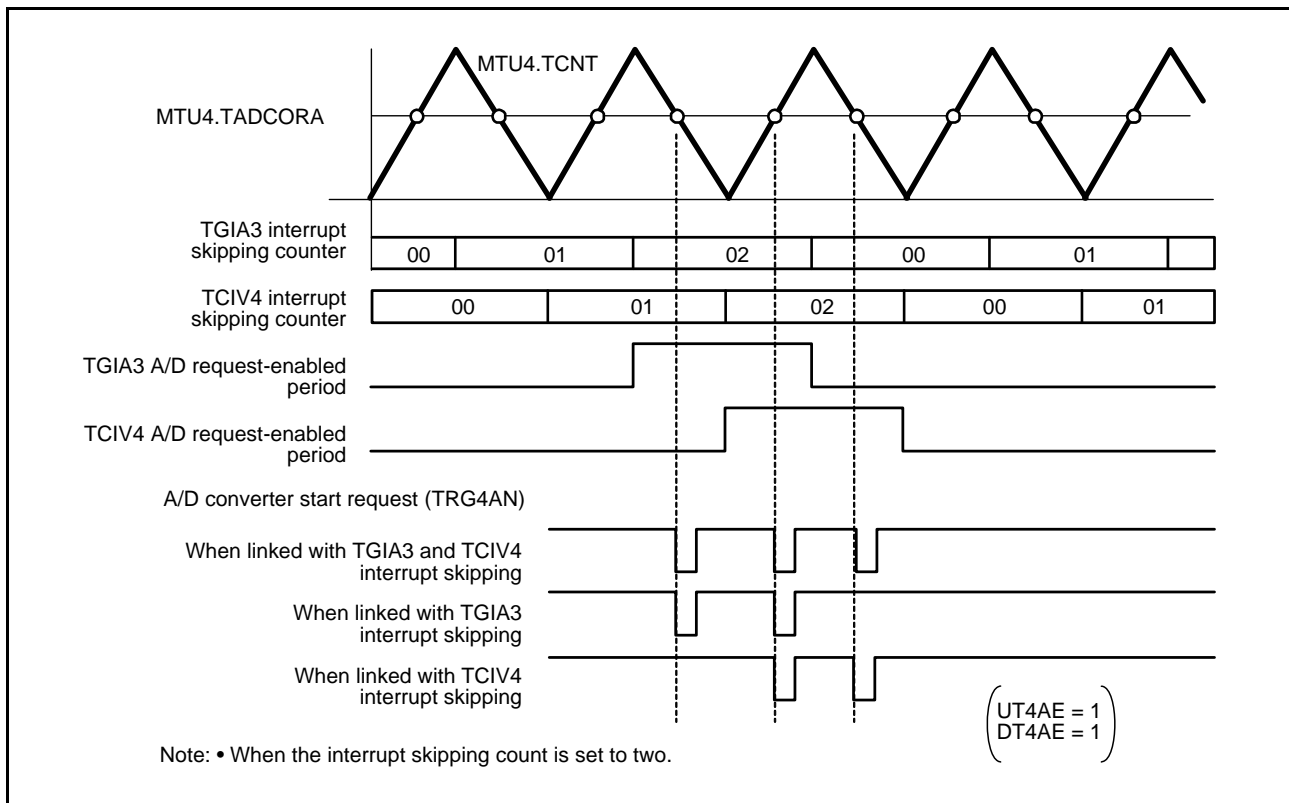 MTU4.TCNT
MTU4.TADCORA
TGIA3 interrupt
skipping counter
00 01 02 00 01
TCIV4 interrupt
skipping counter
00 01 02 00 01
TGIA3 A/D request-enabled
period
TCIV4 A/D request-enabled
period
A/D converter start request (TRG4AN)
When linked with TGIA3 and TCIV4
interrupt skipping
When linked with TGIA3
interrupt skipping
When linked with TCIV4
interrupt skipping
UT4AE = 1
DT4AE = 1
Note: • When the interrupt skipping count is set to two.